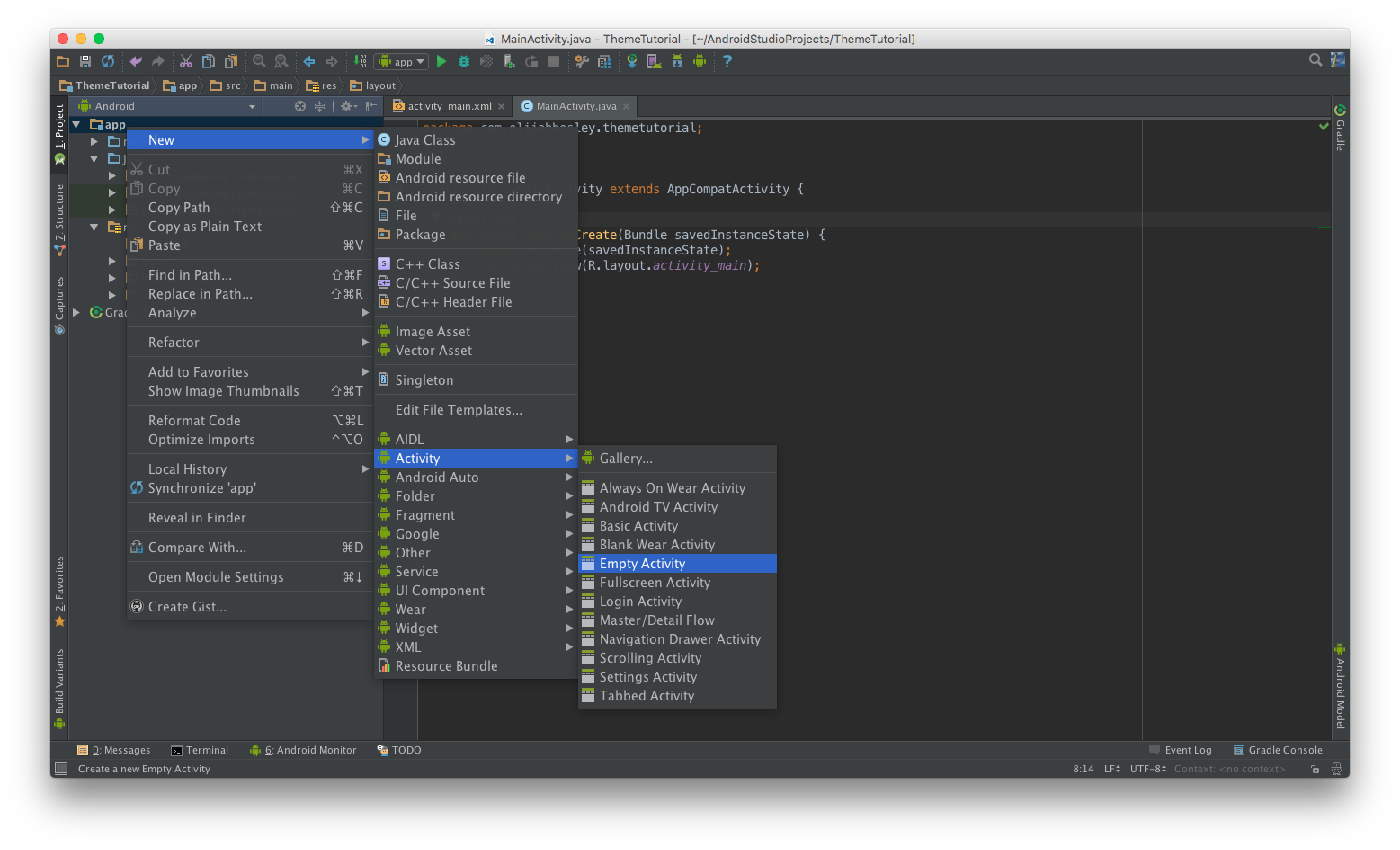 MainActivity.java - ThemeTutorial - [~/AndroidStudioProjects/ThemeTutorial]
app
ThemeTutorial app src main res layout
Android
activity_main.xml MainActivity.java
1: Project
7: Structure
Captures
2: Favorites
Build Variants
app
New
Cut ⌘X
Copy ⌘C
Copy Path ⇧⌘C
Copy as Plain Text
Paste ⌘V
Find in Path... ⇧⌘F
Replace in Path... ⇧⌘R
Analyze
Refactor
Add to Favorites
Show Image Thumbnails ⇧⌘T
Reformat Code ⌥⌘L
Optimize Imports ^⌥O
Local History
Synchronize 'app'
Reveal in Finder
Compare With... ⌘D
Open Module Settings ⌘↓
Create Gist...
Java Class
Module
Android resource file
Android resource directory
File
Package
C++ Class
C/C++ Source File
C/C++ Header File
Image Asset
Vector Asset
Singleton
Edit File Templates...
AIDL
Activity
Android Auto
Folder
Fragment
Google
Other
Service
UI Component
Wear
Widget
XML
Resource Bundle
Gallery...
Always On Wear Activity
Android TV Activity
Basic Activity
Blank Wear Activity
Empty Activity
Fullscreen Activity
Login Activity
Master/Detail Flow
Navigation Drawer Activity
Scrolling Activity
Settings Activity
Tabbed Activity
themetutorial;
extends AppCompatActivity {
Create(Bundle savedInstanceState) {
(savedInstanceState);
(R.layout.activity_main);
Gradle
Android Model
0: Messages Terminal 6: Android Monitor TODO Event Log Gradle Console
Create a new Empty Activity 8:14 LF UTF-8 Context: <no context>